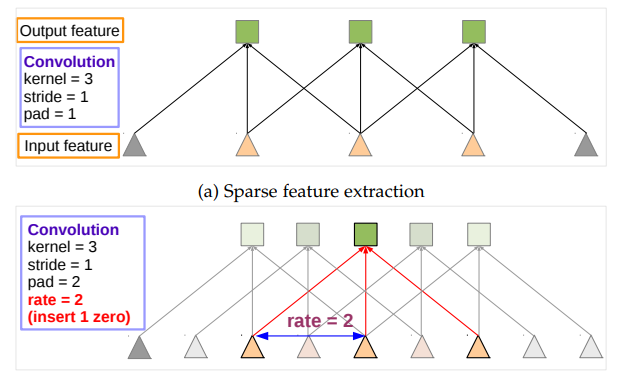 Output feature
Convolution
kernel = 3
stride = 1
pad = 1
Input feature
(a) Sparse feature extraction
Convolution
kernel = 3
stride = 1
pad = 2
rate = 2
(insert 1 zero)
rate = 2